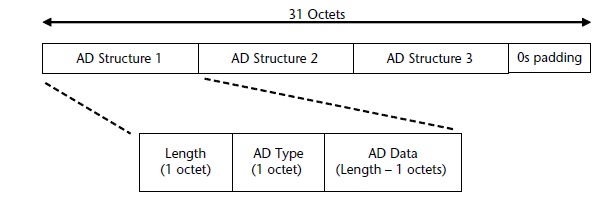 31 Octets
AD Structure 1
AD Structure 2
AD Structure 3
0s padding
Length
(1 octet)
AD Type
(1 octet)
AD Data
(Length – 1 octets)